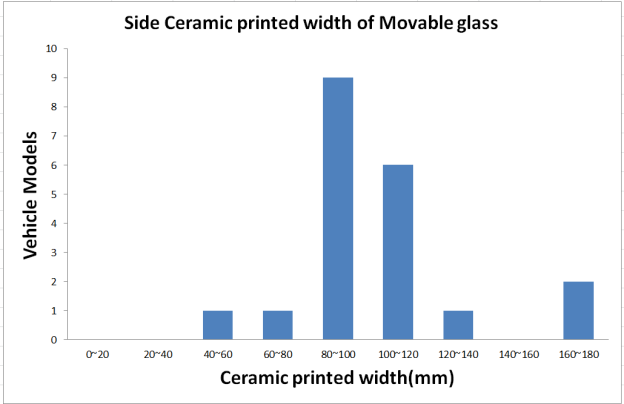 Side Ceramic printed width of Movable glass
10
9
8
7
6
5
4
3
2
1
0
Vehicle Models
0~20 20~40 40~60 60~80 80~100 100~120 120~140 140~160 160~180
Ceramic printed width(mm)